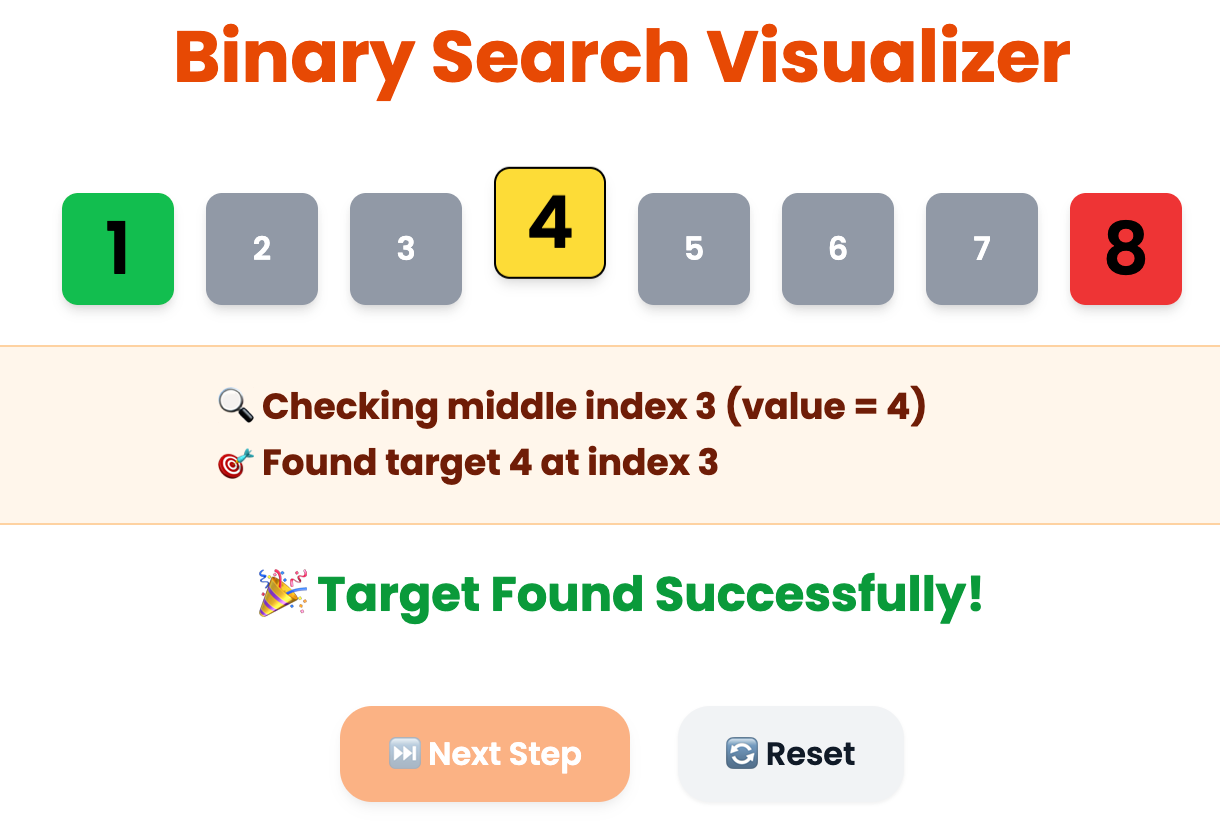 Binary Search Visualizer
1 2 3 4 5 6 7 8
🔍 Checking middle index 3 (value = 4)
🎯 Found target 4 at index 3
🎉 Target Found Successfully!
⏭️ Next Step
🔄 Reset